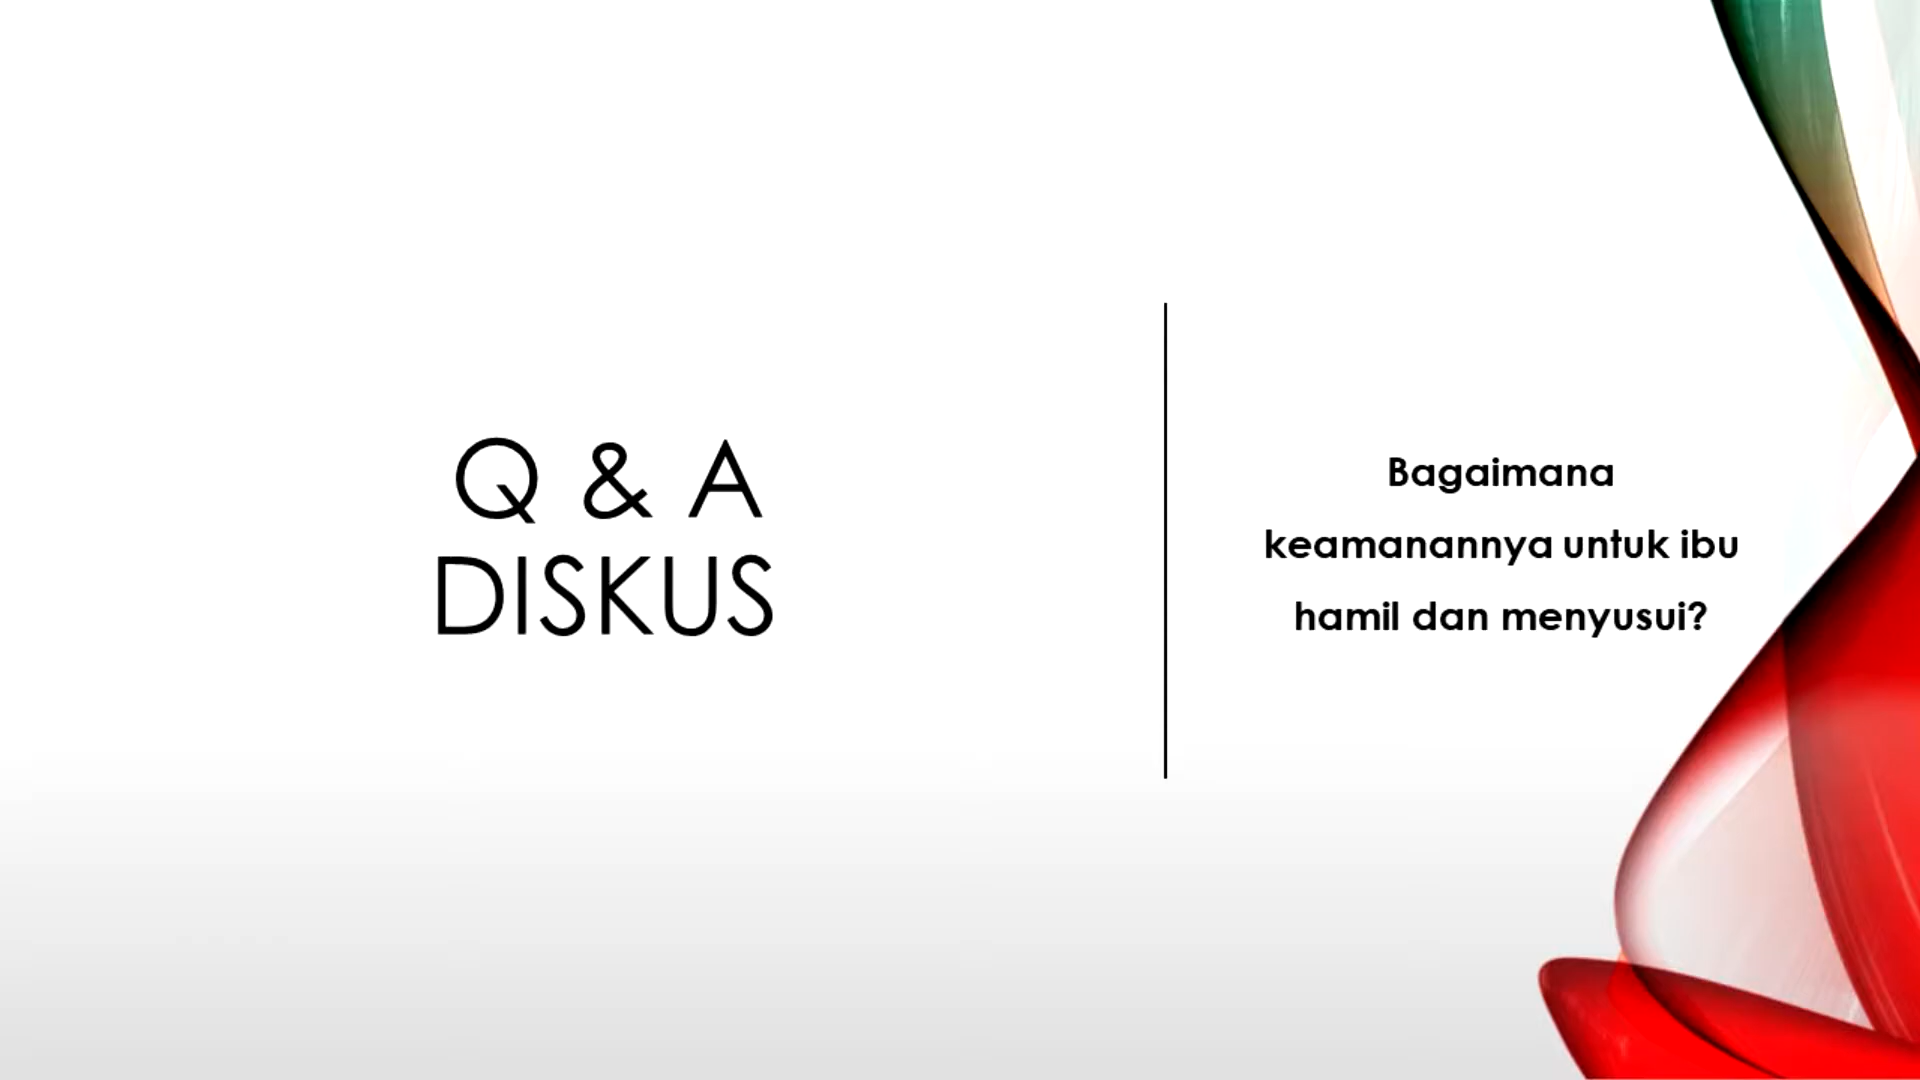 Q & A
DISKUS
Bagaimana
keamanannya untuk ibu
hamil dan menyusui?